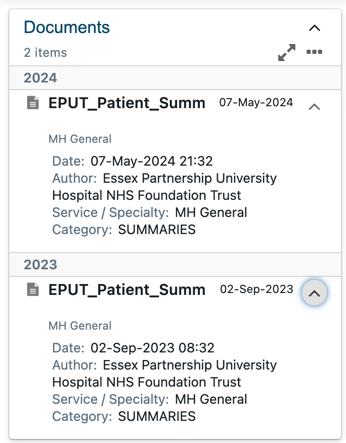 Documents
2 items
2024
EPUT_Patient_Summ 07-May-2024
MH General
Date: 07-May-2024 21:32
Author: Essex Partnership University
Hospital NHS Foundation Trust
Service / Specialty: MH General
Category: SUMMARIES
2023
EPUT_Patient_Summ 02-Sep-2023
MH General
Date: 02-Sep-2023 08:32
Author: Essex Partnership University
Hospital NHS Foundation Trust
Service / Specialty: MH General
Category: SUMMARIES